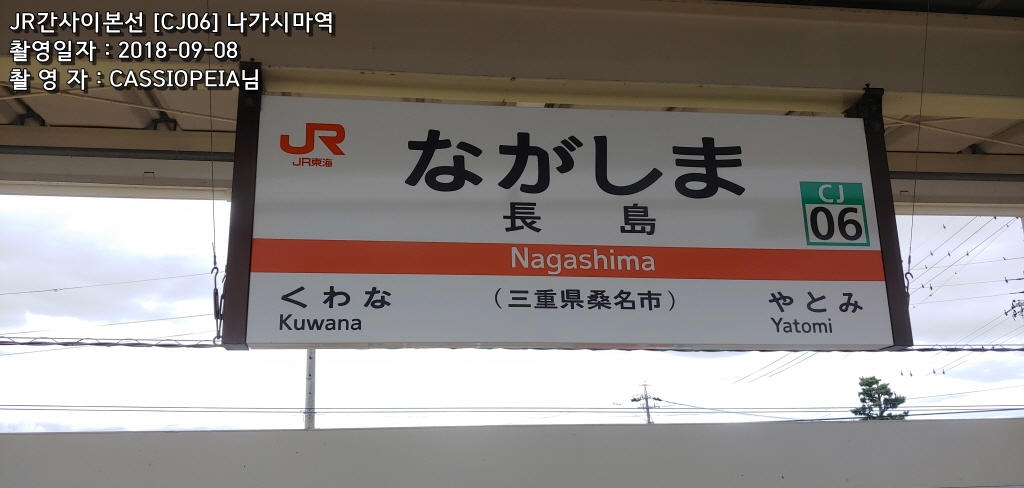 JR간사이본선 [CJ06] 나가시마역
촬영일자 : 2018-09-08
촬 영 자 : CASSIOPEIA님
JR
JR東海
ながしま
長島
CJ
06
Nagashima
くわな
(三重県桑名市)
やとみ
Kuwana
Yatomi